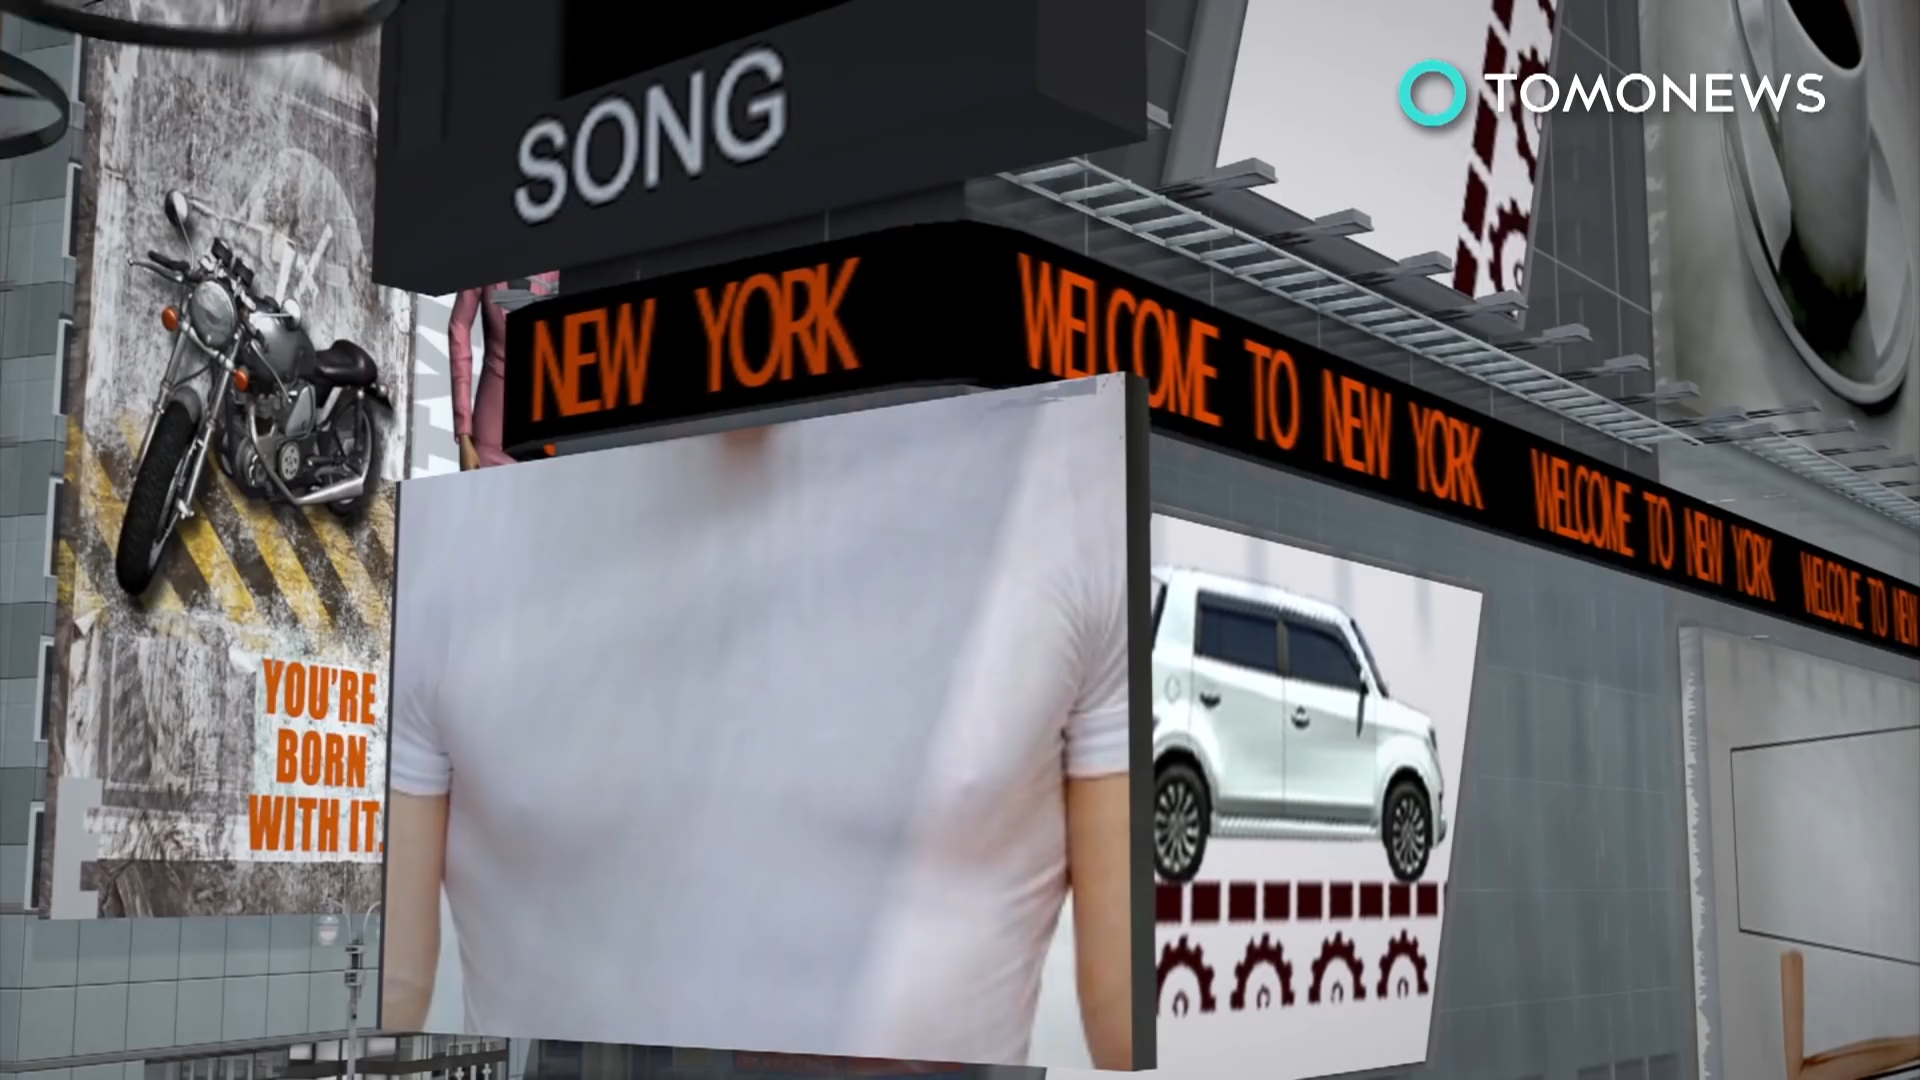 TOMONEWS
SONG
NEW YORK WELCOME TO NEW YORK WELCOME TO NEW YORK WELCOME TO NEW
YOU'RE
BORN
WITH IT.